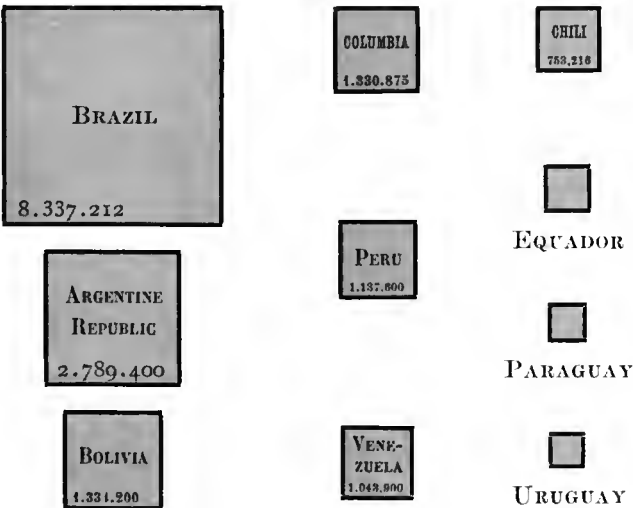 BRAZIL
8.337.212
ARGENTINE
REPUBLIC
2.789.400
BOLIVIA
1.334.200
COLUMBIA
1.330.875
PERU
1.137.600
VENE-
ZUELA
1.043.900
CHILI
753,216
EQUADOR
PARAGUAY
URUGUAY